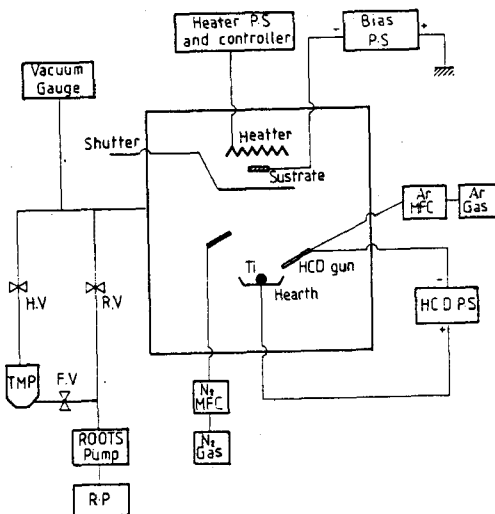 Heater P.S
and controller
- Bias +
P.S
Vacuum
Gauge
Shutter
Heatter
Sustrate
Ar
MFC
Ar
Gas
Ti
HCD gun
Hearth
-
HCD PS
+
H.V
R.V
TMP
F.V
N₂
MFC
N₂
Gas
ROOTS
Pump
R.P